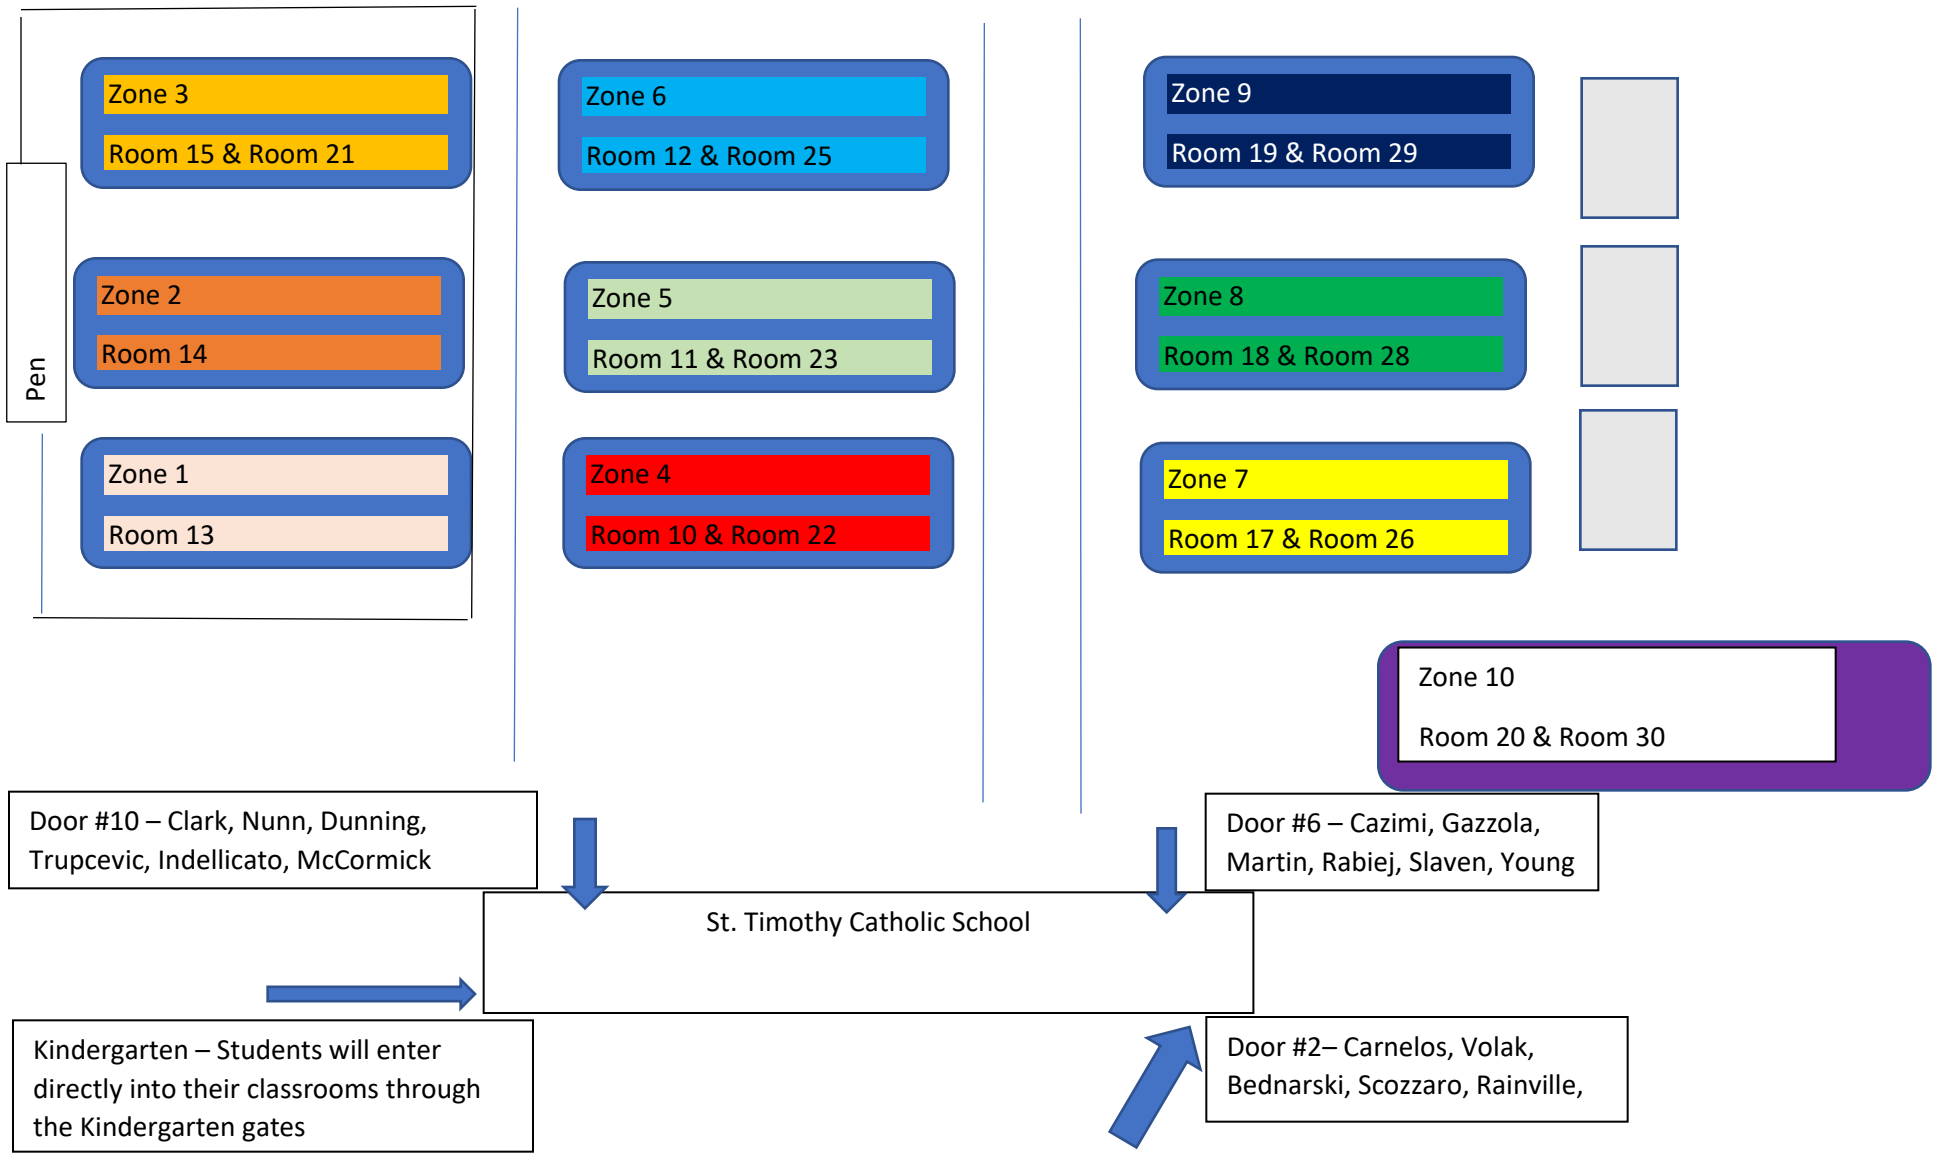 Zone 3
Room 15 & Room 21
Zone 6
Room 12 & Room 25
Zone 9
Room 19 & Room 29
Pen
Zone 2
Room 14
Zone 5
Room 11 & Room 23
Zone 8
Room 18 & Room 28
Zone 1
Room 13
Zone 4
Room 10 & Room 22
Zone 7
Room 17 & Room 26
Zone 10
Room 20 & Room 30
Door #10 – Clark, Nunn, Dunning,
Trupcevic, Indellicato, McCormick
Door #6 – Cazimi, Gazzola,
Martin, Rabiej, Slaven, Young
St. Timothy Catholic School
Kindergarten – Students will enter
directly into their classrooms through
the Kindergarten gates
Door #2– Carnelos, Volak,
Bednarski, Scozzaro, Rainville,